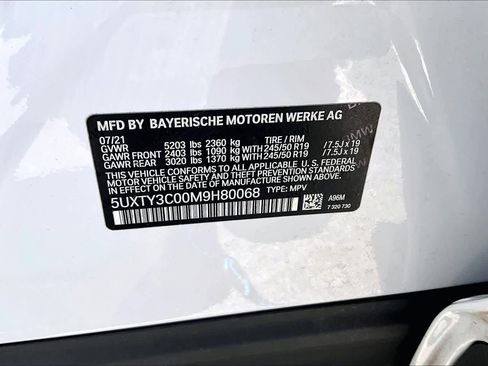 MFD BY BAYERISCHE MOTOREN WERKE AG
07/21
GVWR 5203 lbs 2360 kg TIRE / RIM
GAWR FRONT 2403 lbs 1090 kg WITH 245/50 R19 /7.5J x 19
GAWR REAR 3020 lbs 1370 kg WITH 245/50 R19 /7.5J x 19
THIS VEHICLE CONFORMS TO ALL APPLICABLE U. S. FEDERAL
MOTOR VEHICLE SAFETY AND THEFT PREVENTION STANDARDS
IN EFFECT ON THE DATE OF MANUFACTURE SHOWN ABOVE.
5UXTY3C00M9H80068 TYPE: MPV
A96M
7 320 730
BMW